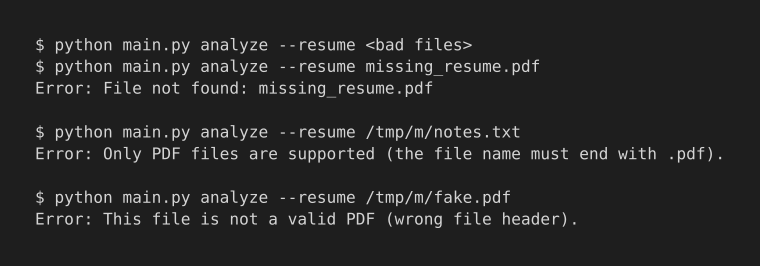 $ python main.py analyze --resume <bad files>
$ python main.py analyze --resume missing_resume.pdf
Error: File not found: missing_resume.pdf
$ python main.py analyze --resume /tmp/m/notes.txt
Error: Only PDF files are supported (the file name must end with .pdf).
$ python main.py analyze --resume /tmp/m/fake.pdf
Error: This file is not a valid PDF (wrong file header).